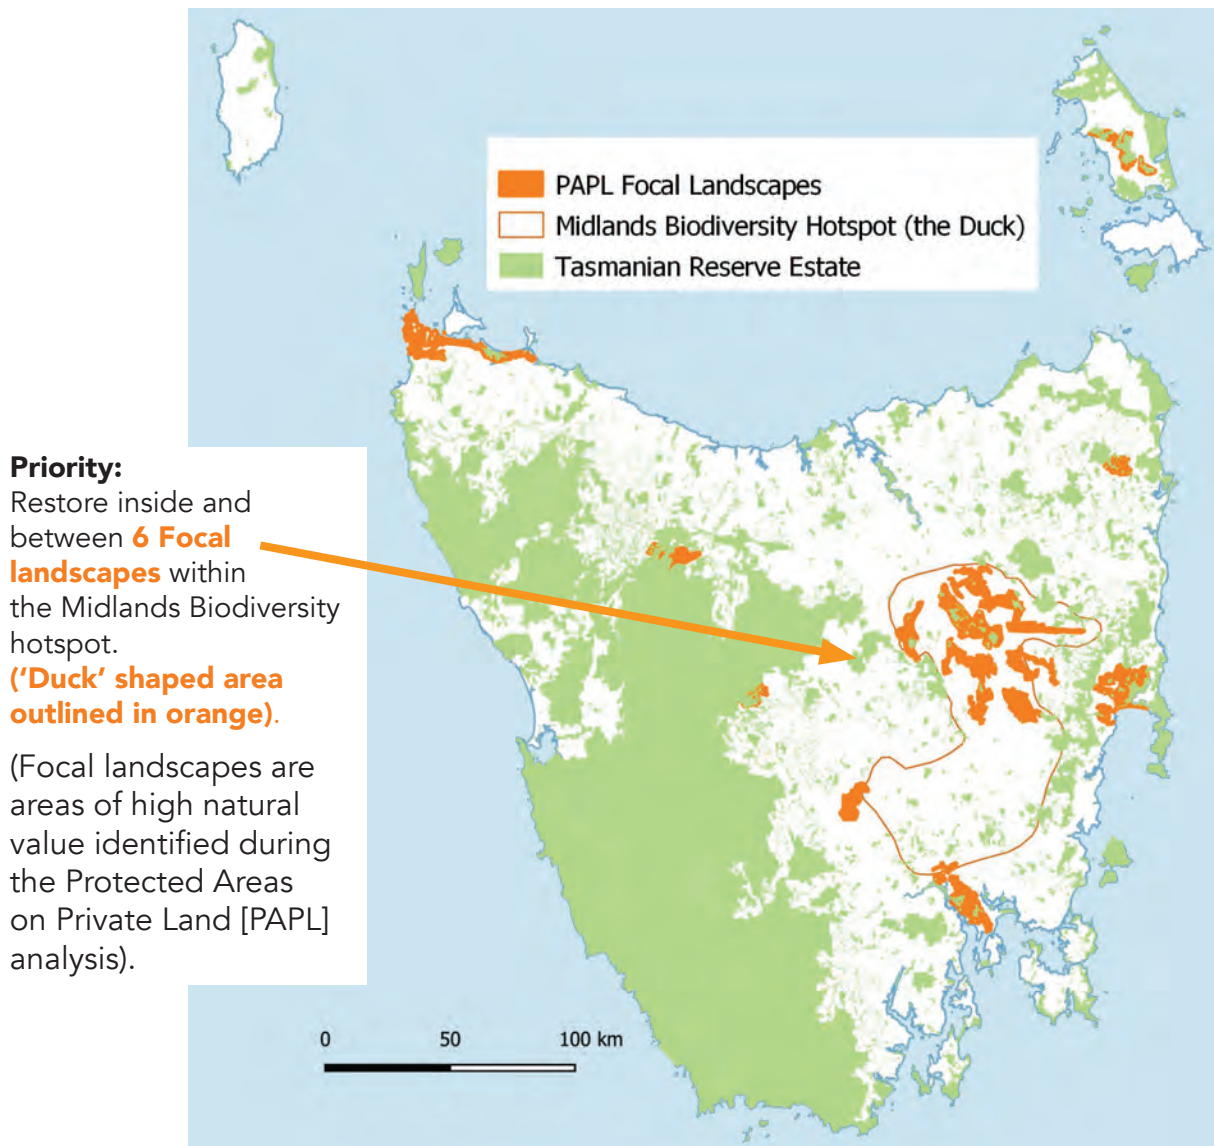 PAPL Focal Landscapes
Midlands Biodiversity Hotspot (the Duck)
Tasmanian Reserve Estate
Priority:
Restore inside and
between 6 Focal
landscapes within
the Midlands Biodiversity
hotspot.
(‘Duck’ shaped area
outlined in orange).
(Focal landscapes are
areas of high natural
value identified during
the Protected Areas
on Private Land [PAPL]
analysis).
0 50 100 km